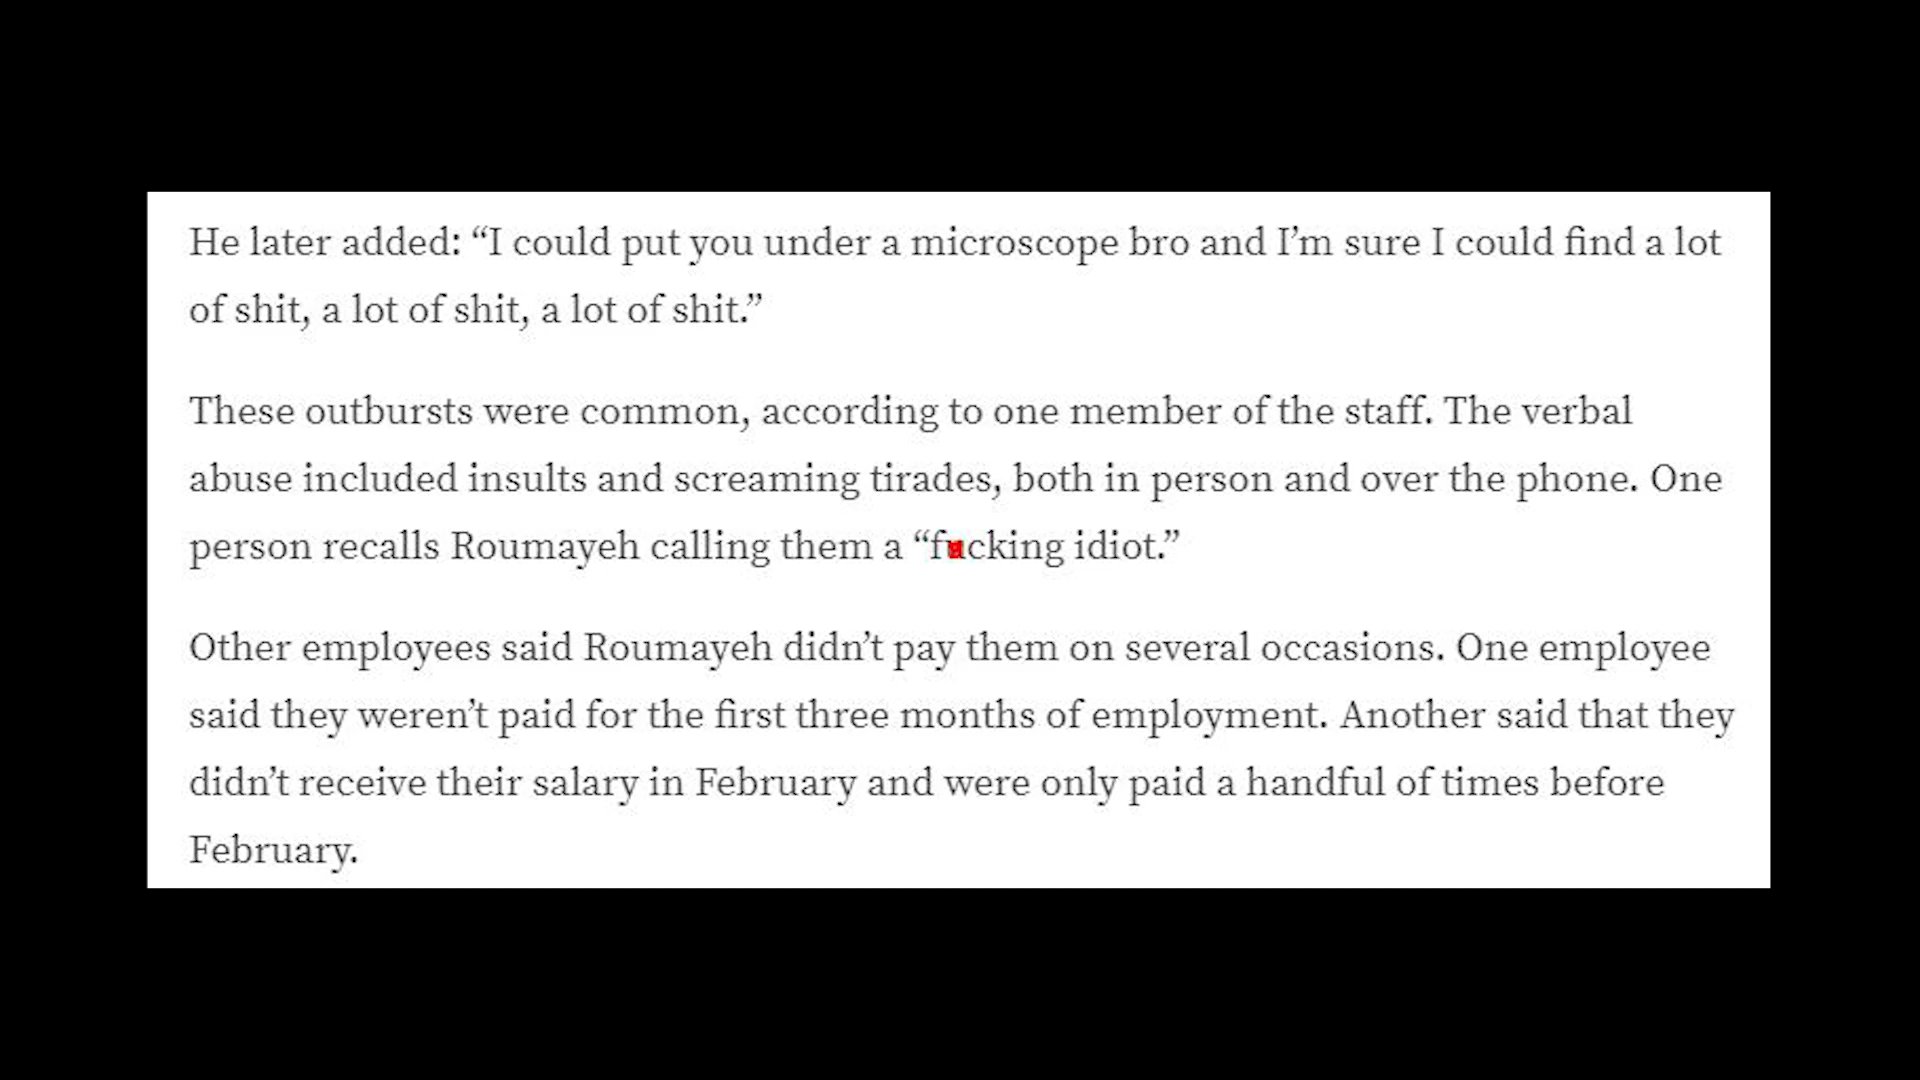 He later added: “I could put you under a microscope bro and I’m sure I could find a lot
of shit, a lot of shit, a lot of shit.”
These outbursts were common, according to one member of the staff. The verbal
abuse included insults and screaming tirades, both in person and over the phone. One
person recalls Roumayeh calling them a “fucking idiot.”
Other employees said Roumayeh didn’t pay them on several occasions. One employee
said they weren’t paid for the first three months of employment. Another said that they
didn’t receive their salary in February and were only paid a handful of times before
February.